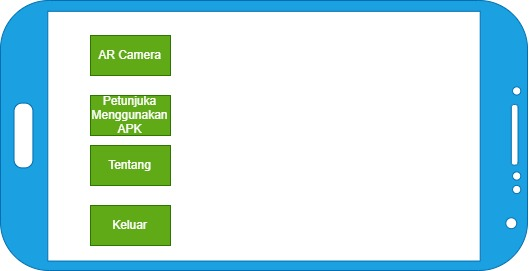 AR Camera
Petunjuka
Menggunakan
APK
Tentang
Keluar